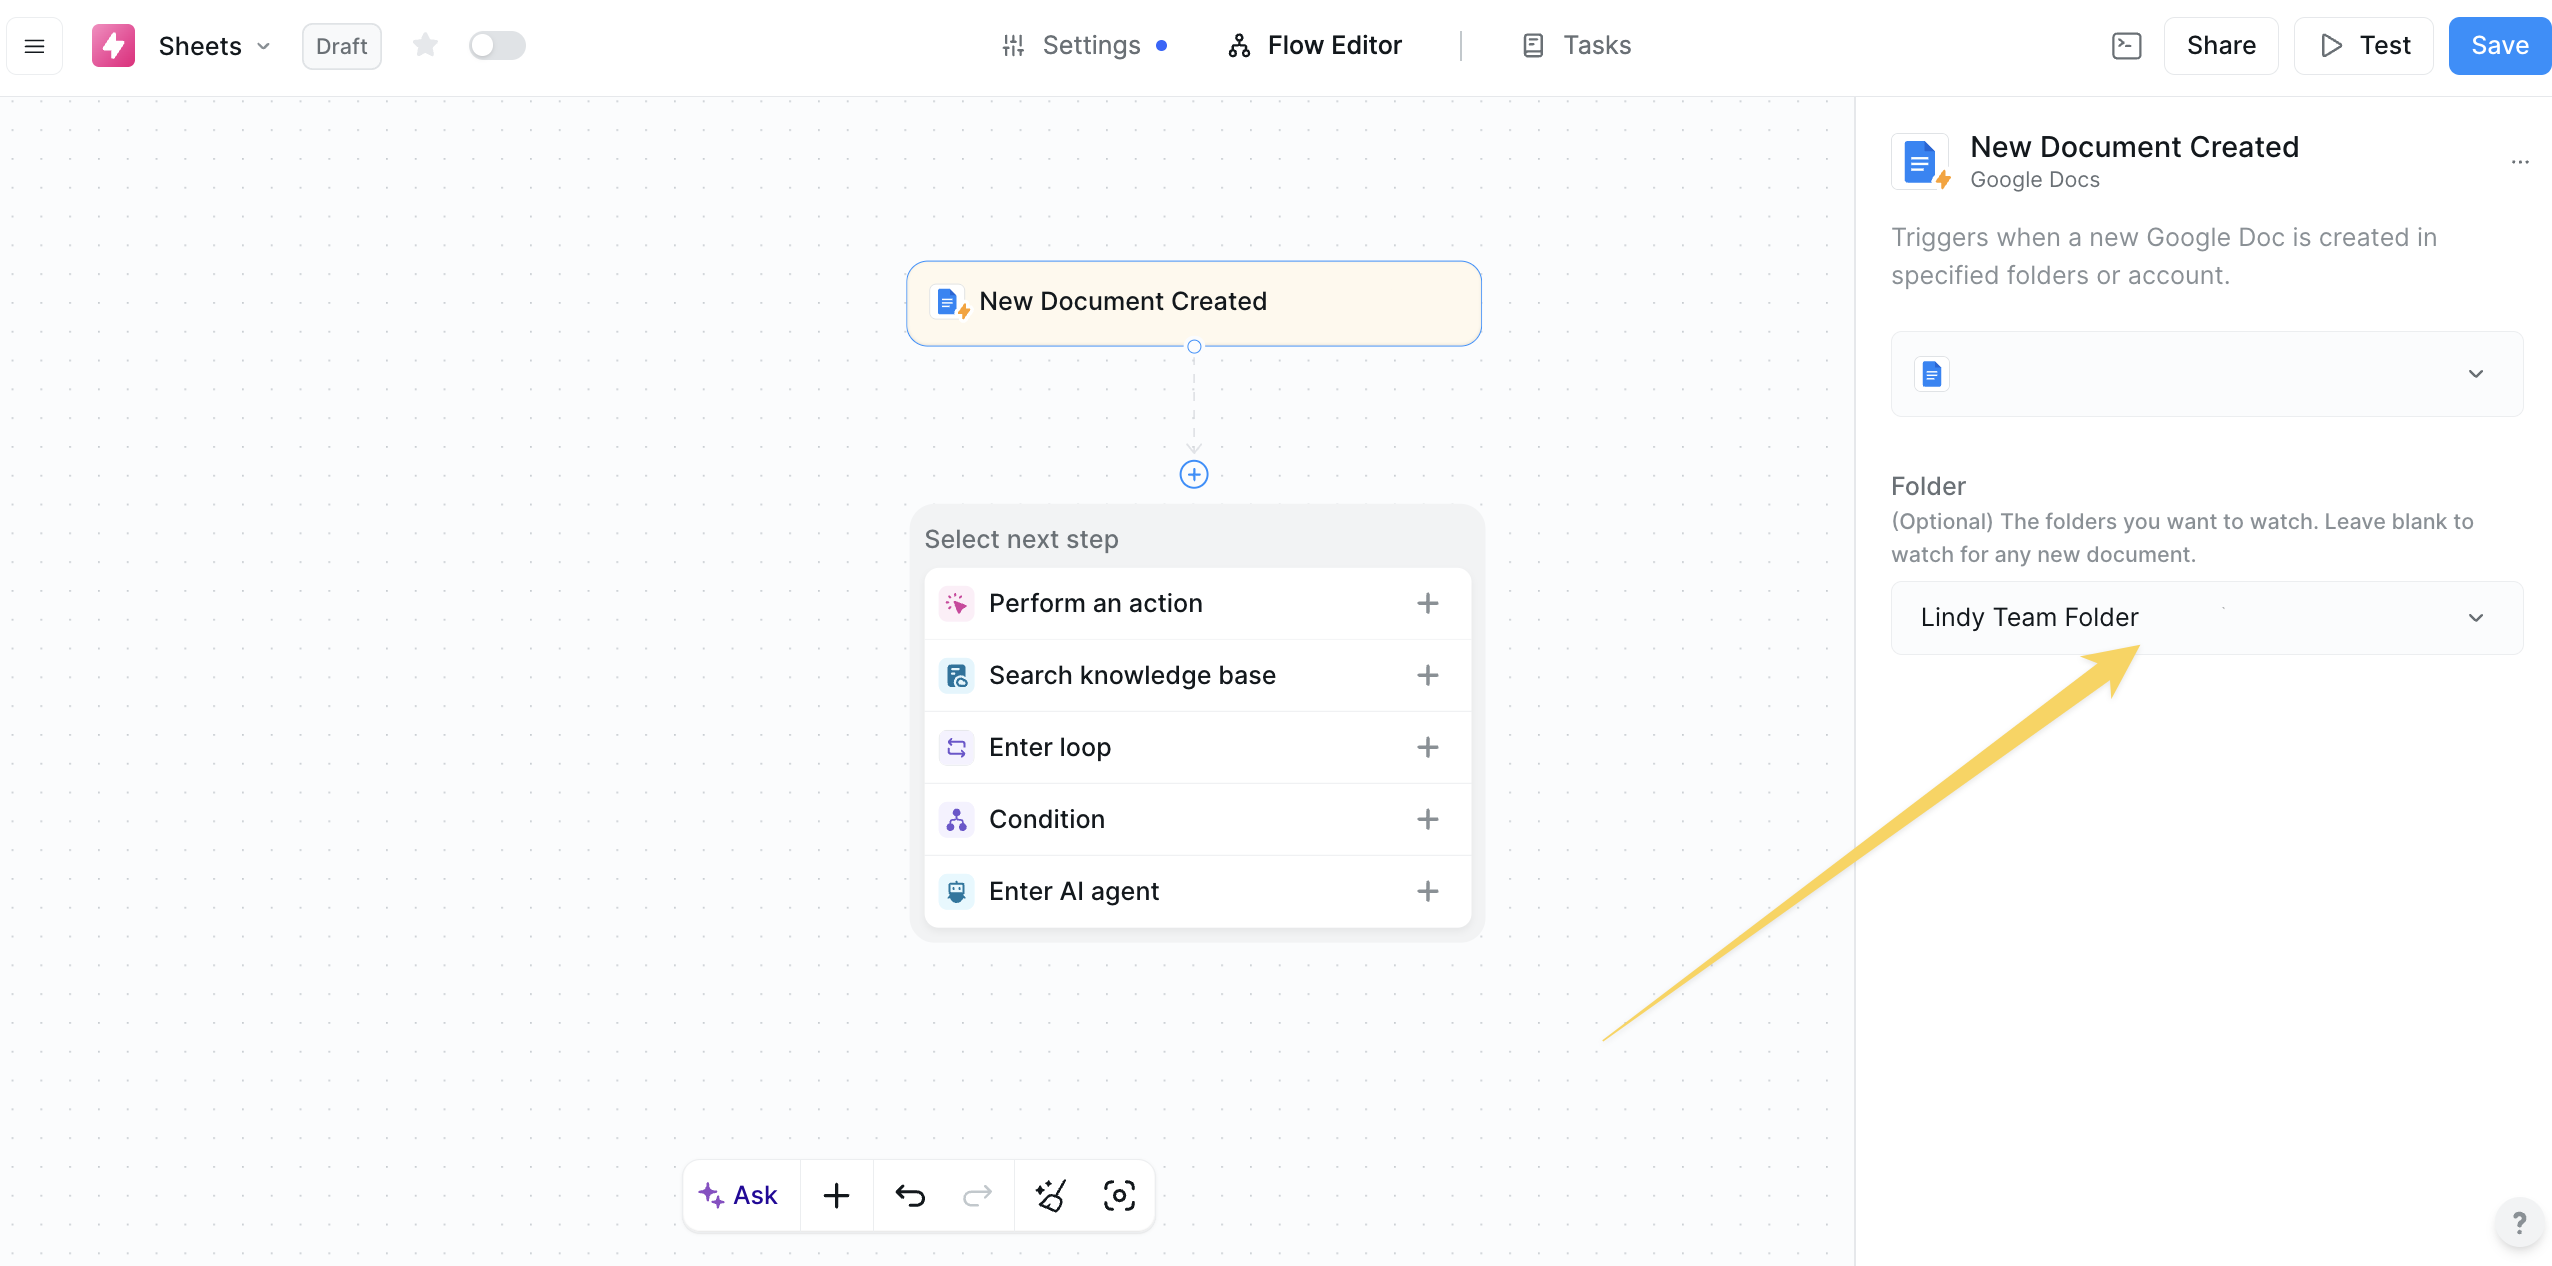 Sheets
Draft
Settings
Flow Editor
Tasks
Share
Test
Save
New Document Created
Select next step
Perform an action
Search knowledge base
Enter loop
Condition
Enter AI agent
Ask
New Document Created
Google Docs
Triggers when a new Google Doc is created in
specified folders or account.
Folder
(Optional) The folders you want to watch. Leave blank to
watch for any new document.
Lindy Team Folder
?